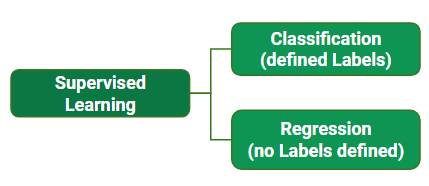 Supervised
Learning
Classification
(defined Labels)
Regression
(no Labels defined)